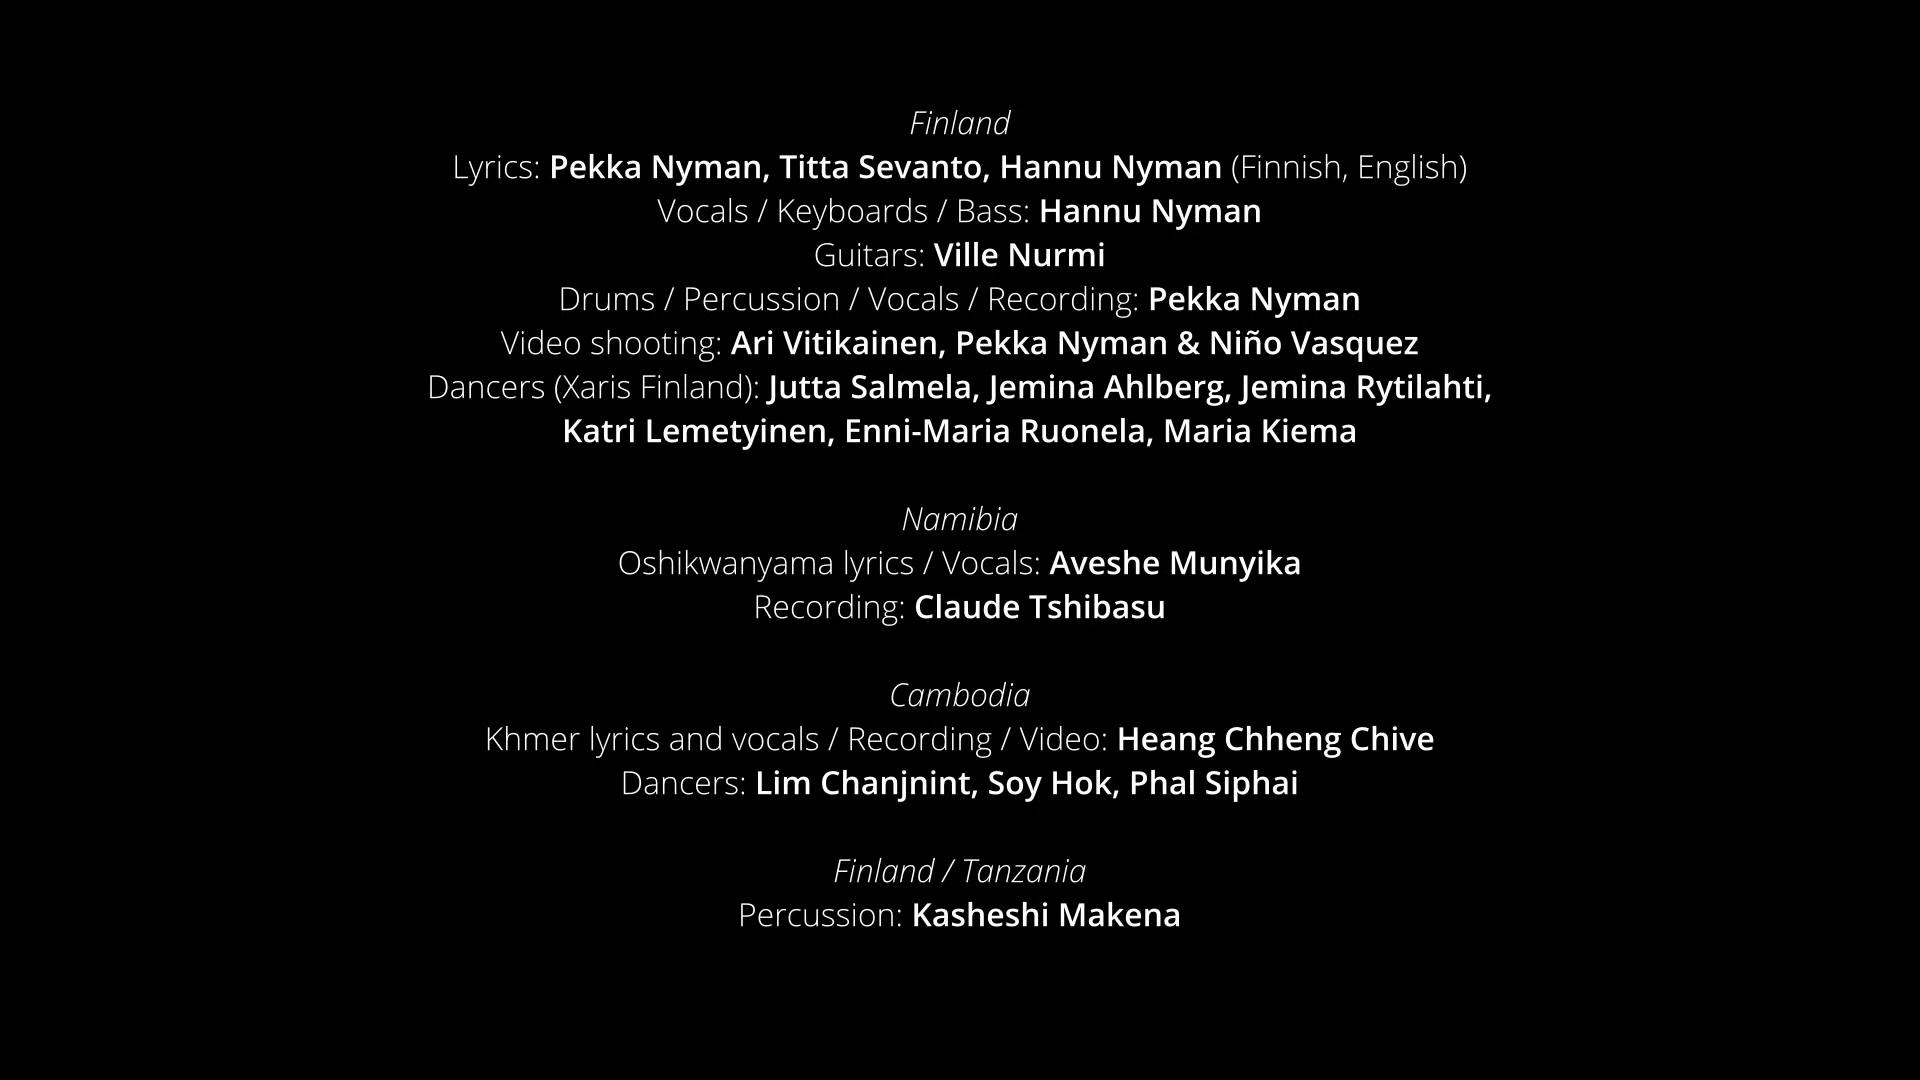 Finland
Lyrics: Pekka Nyman, Titta Sevanto, Hannu Nyman (Finnish, English)
Vocals / Keyboards / Bass: Hannu Nyman
Guitars: Ville Nurmi
Drums / Percussion / Vocals / Recording: Pekka Nyman
Video shooting: Ari Vitikainen, Pekka Nyman & Niño Vasquez
Dancers (Xaris Finland): Jutta Salmela, Jemina Ahlberg, Jemina Rytilahti,
Katri Lemetyinen, Enni-Maria Ruonela, Maria Kiema
Namibia
Oshikwanyama lyrics / Vocals: Aveshe Munyika
Recording: Claude Tshibasu
Cambodia
Khmer lyrics and vocals / Recording / Video: Heang Chheng Chive
Dancers: Lim Chanjnint, Soy Hok, Phal Siphai
Finland / Tanzania
Percussion: Kasheshi Makena